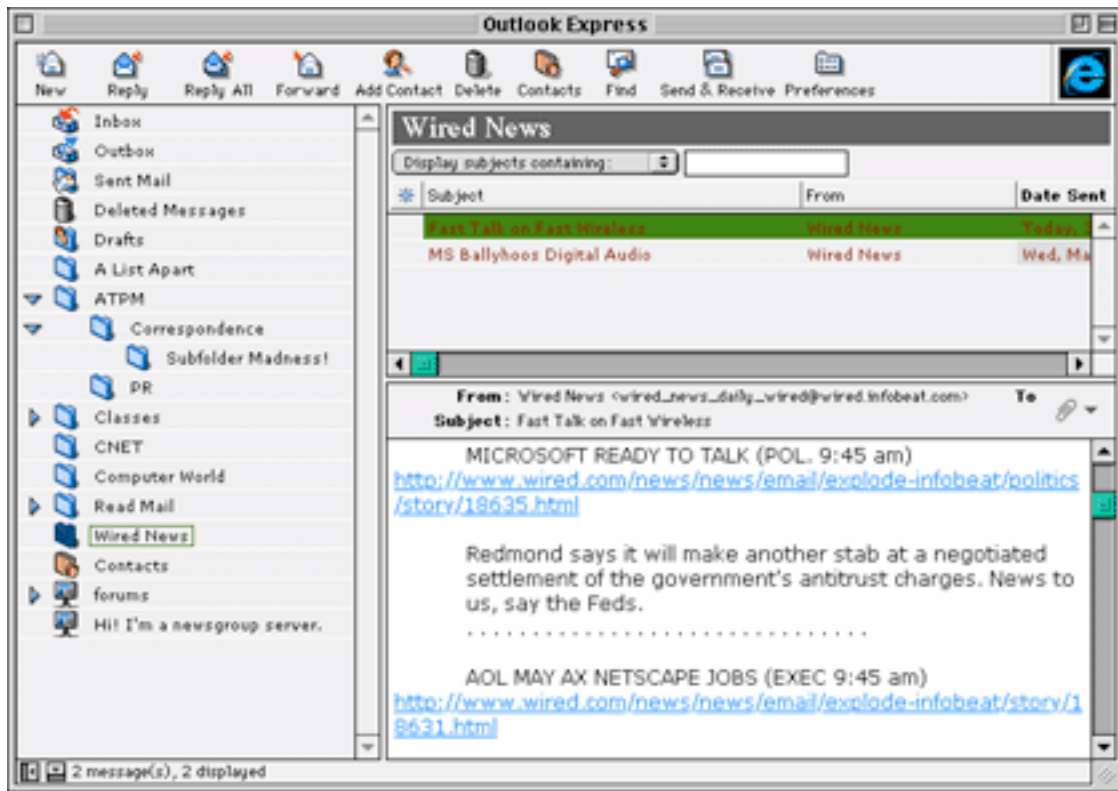 Outlook Express
New Reply Reply All Forward Add Contact Delete Contacts Find Send & Receive Preferences
Inbox
Outbox
Sent Mail
Deleted Messages
Drafts
A List Apart
ATPM
Correspondence
Subfolder Madness!
PR
Classes
CNET
Computer World
Read Mail
Wired News
Contacts
forums
Hi! I'm a newsgroup server.
Wired News
Display subjects containing:
Subject From Date Sent
Fast Talk on Fast Wireless Wired News Today,
MS Ballyhoos Digital Audio Wired News Wed, Ma
From: Wired News <wired_news_daily_wired@wired.infobeat.com> To
Subject: Fast Talk on Fast Wireless
MICROSOFT READY TO TALK (POL. 9:45 am)
http://www.wired.com/news/news/email/explode-infobeat/politics
/story/18635.html
Redmond says it will make another stab at a negotiated
settlement of the government's antitrust charges. News to
us, say the Feds.
. . . . . . . . . . . . . . . . . . . . . . . . . . . . . . .
AOL MAY AX NETSCAPE JOBS (EXEC 9:45 am)
http://www.wired.com/news/news/email/explode-infobeat/story/1
8631.html
2 message(s), 2 displayed